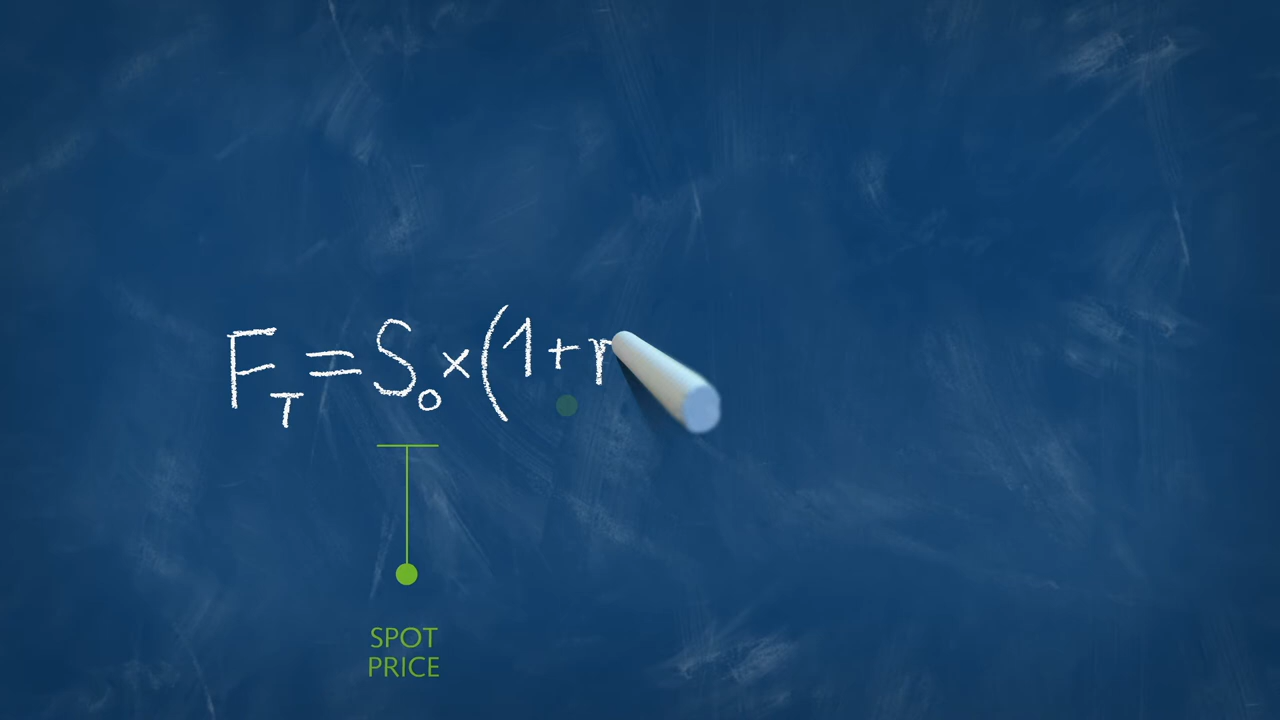 F_T = S_0 × (1 + r
SPOT
PRICE